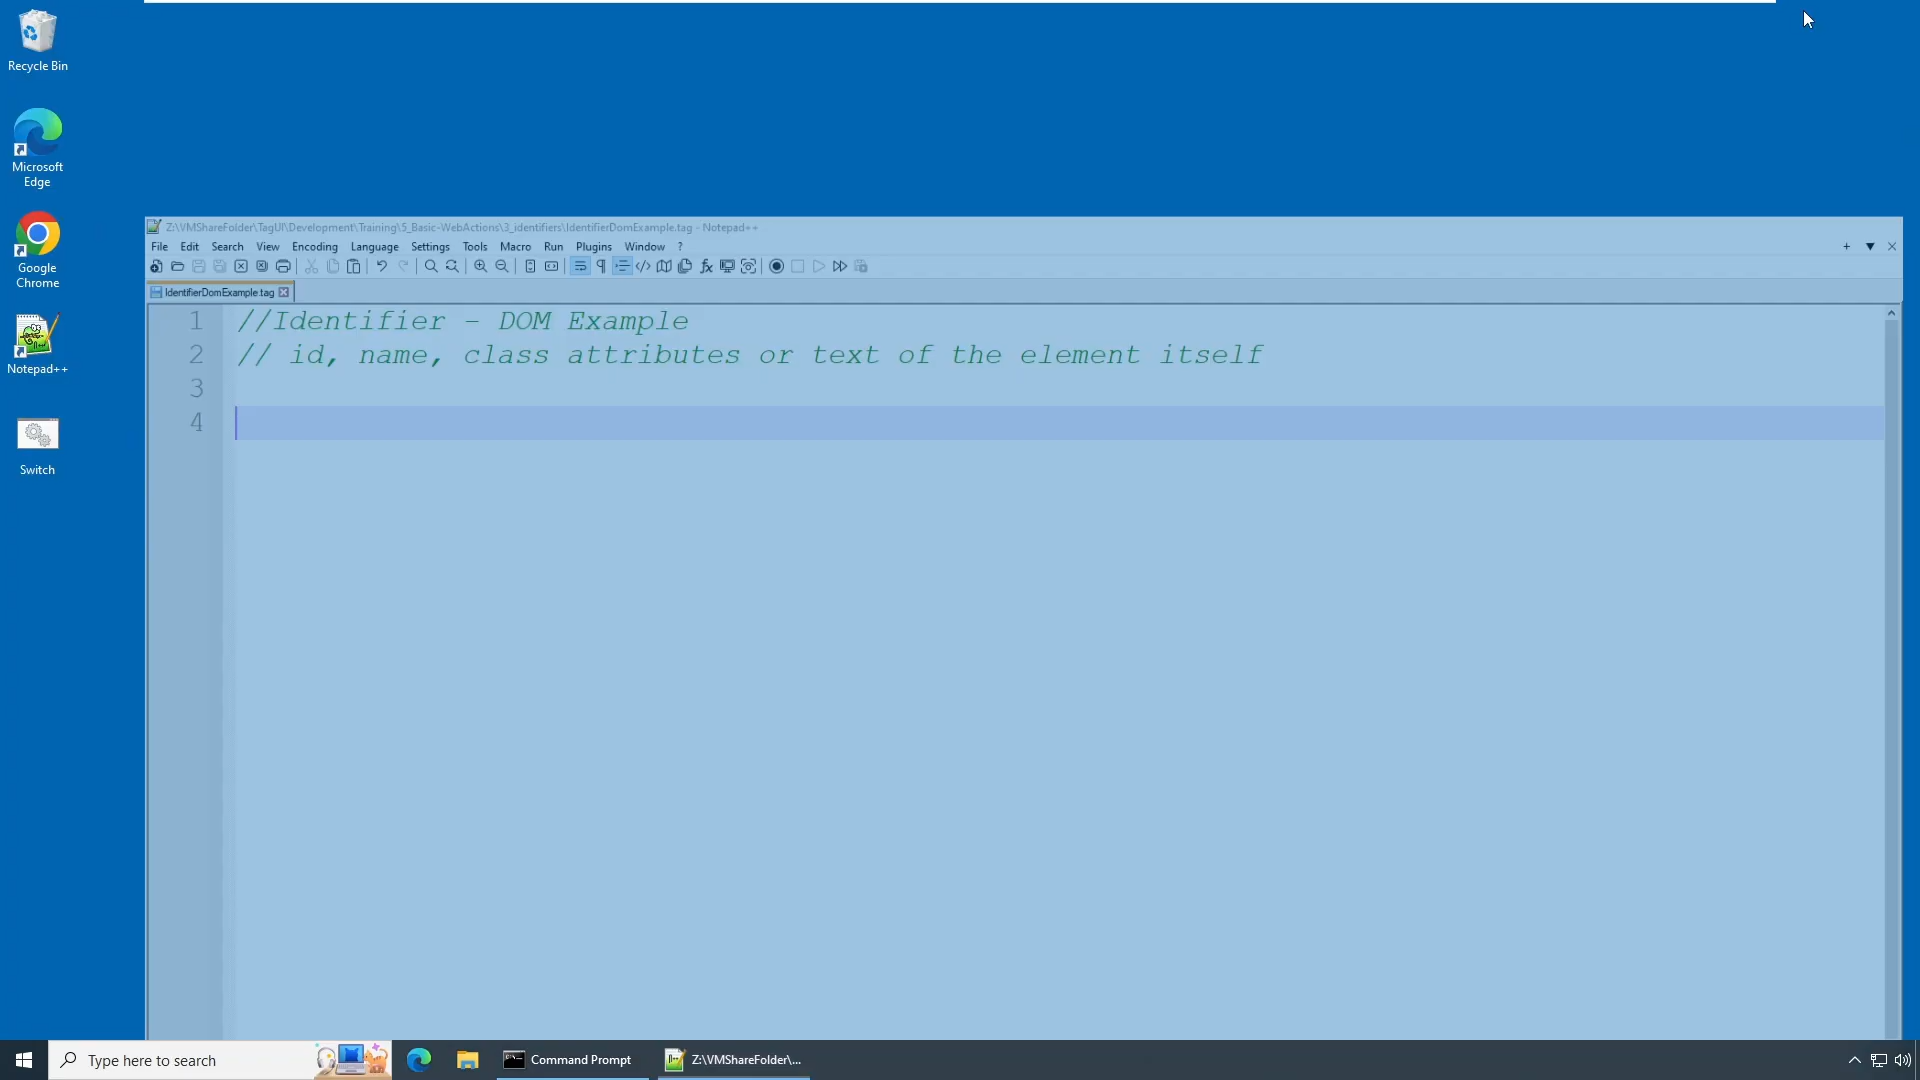 Recycle Bin
Microsoft
Edge
Google
Chrome
Notepad++
Switch
Z:\VMShareFolder\TagUI\Development\Training\5_Basic-WebActions\3_identifiers\IdentifierDomExample.tag - Notepad++
File Edit Search View Encoding Language Settings Tools Macro Run Plugins Window ?
IdentifierDomExample.tag
1 //Identifier - DOM Example
2 // id, name, class attributes or text of the element itself
3
4
Type here to search
Command Prompt
Z:\VMShareFolder\...